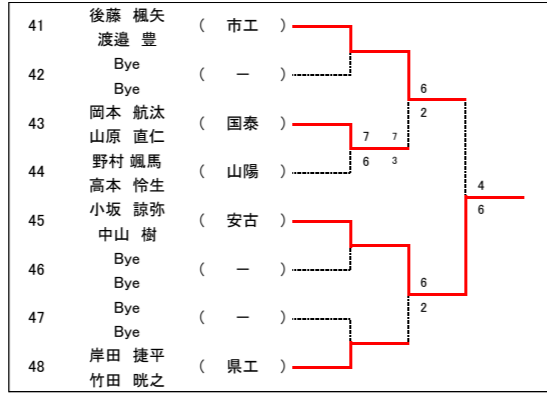 41 後藤 楓矢 ( 市工 )
渡邉 豊
42 Bye ( ー )
Bye
6
2
43 岡本 航汰 ( 国泰 )
山原 直仁
7 7
6 3
44 野村 颯馬 ( 山陽 )
高本 怜生
4
6
45 小坂 諒弥 ( 安古 )
中山 樹
46 Bye ( ー )
Bye
6
2
47 Bye ( ー )
Bye
48 岸田 捷平 ( 県工 )
竹田 晄之